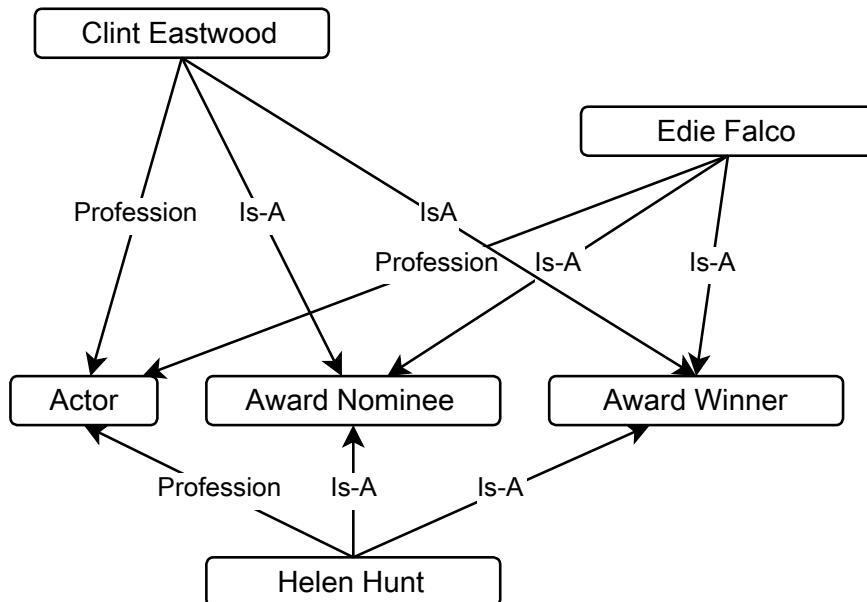 Clint Eastwood
Edie Falco
Profession
Is-A
IsA
Profession
Is-A
Is-A
Actor
Award Nominee
Award Winner
Profession
Is-A
Is-A
Helen Hunt